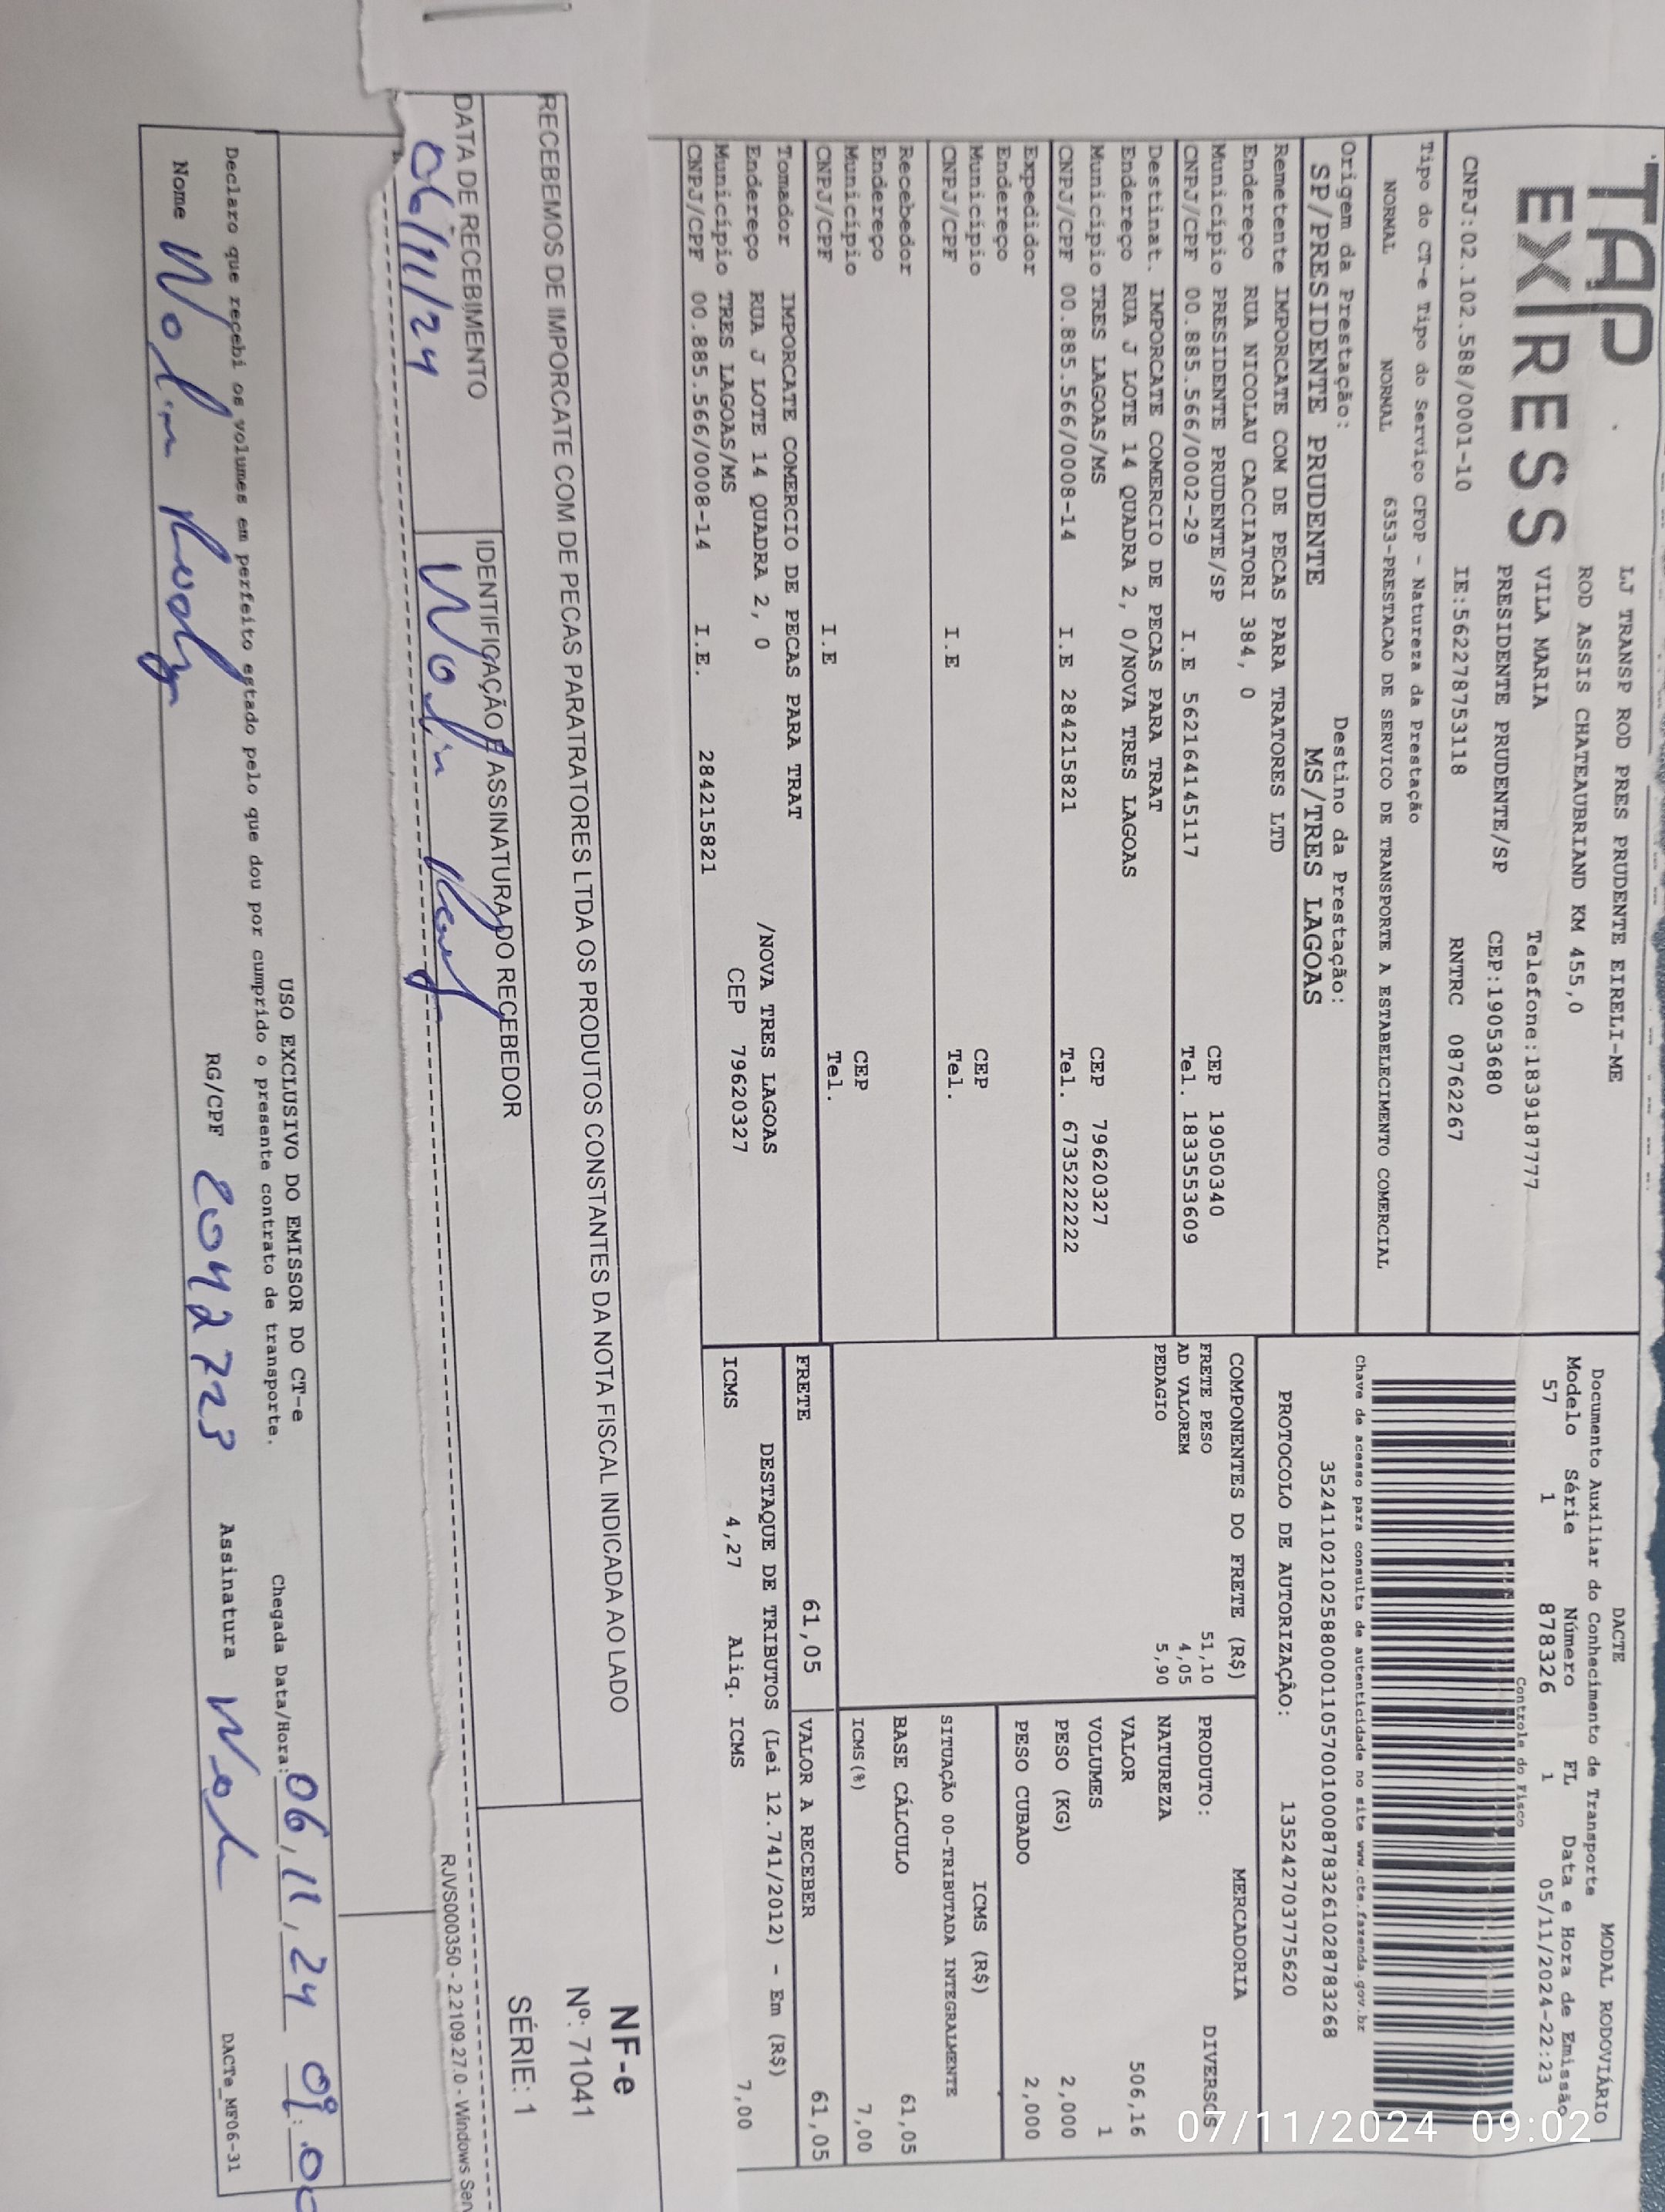 TAP
EX/RESS
LJ TRANSP ROD PRES PRUDENTE EIRELI-ME
ROD ASSIS CHATEAUBRIAND KM 455,0
VILA MARIA Telefone:1839187777
PRESIDENTE PRUDENTE/SP CEP:19053680
CNPJ:02.102.588/0001-10 IE:562278753118 RNTRC 08762267
Tipo do CT-e Tipo do Serviço CFOP - Natureza da Prestação
NORMAL NORMAL 6353-PRESTACAO DE SERVICO DE TRANSPORTE A ESTABELECIMENTO COMERCIAL
Origem da Prestação: Destino da Prestação:
SP/PRESIDENTE PRUDENTE MS/TRES LAGOAS
Remetente IMPORCATE COM DE PECAS PARA TRATORES LTD
Endereço RUA NICOLAU CACCIATORI 384, 0
Município PRESIDENTE PRUDENTE/SP CEP 19050340
CNPJ/CPF 00.885.566/0002-29 I.E 562164145117 Tel. 1833553609
Destinat. IMPORCATE COMERCIO DE PECAS PARA TRAT
Endereço RUA J LOTE 14 QUADRA 2, 0/NOVA TRES LAGOAS
Município TRES LAGOAS/MS CEP 79620327
CNPJ/CPF 00.885.566/0008-14 I.E 284215821 Tel. 6735222222
Expedidor
Endereço
Município CEP
CNPJ/CPF I.E Tel.
Recebedor
Endereço
Município CEP
CNPJ/CPF I.E Tel.
Tomador IMPORCATE COMERCIO DE PECAS PARA TRAT
Endereço RUA J LOTE 14 QUADRA 2, 0 /NOVA TRES LAGOAS
Município TRES LAGOAS/MS CEP 79620327
CNPJ/CPF 00.885.566/0008-14 I.E. 284215821
DACTE MODAL RODOVIÁRIO
Documento Auxiliar do Conhecimento de Transporte
Modelo Série Número FL Data e Hora de Emissão
57 1 878326 1 05/11/2024-22:23
Controle do Fisco
Chave de acesso para consulta de autenticidade no site www.cte.fazenda.gov.br
35241102102588000110570010008783261028783268
PROTOCOLO DE AUTORIZAÇÃO: 135242703775620
COMPONENTES DO FRETE (R$)
FRETE PESO 51,10
AD VALOREM 4,05
PEDAGIO 5,90
MERCADORIA
PRODUTO: DIVERSOS
NATUREZA
VALOR 506,16
VOLUMES 1
PESO (KG) 2,000
PESO CUBADO 2,000
ICMS (R$)
SITUAÇÃO 00-TRIBUTADA INTEGRALMENTE
BASE CÁLCULO 61,05
ICMS(%) 7,00
FRETE 61,05 VALOR A RECEBER 61,05
DESTAQUE DE TRIBUTOS (Lei 12.741/2012) - Em (R$)
ICMS 4,27 Aliq. ICMS 7,00
RECEBEMOS DE IMPORCATE COM DE PECAS PARATRATORES LTDA OS PRODUTOS CONSTANTES DA NOTA FISCAL INDICADA AO LADO
NF-e
Nº: 71041
SÉRIE: 1
DATA DE RECEBIMENTO IDENTIFICAÇÃO E ASSINATURA DO RECEBEDOR
06/11/24
RJVS000350 - 2.2109.27.0 - Windows Ser
USO EXCLUSIVO DO EMISSOR DO CT-e
Declaro que recebi os volumes em perfeito estado pelo que dou por cumprido o presente contrato de transporte.
Chegada Data/Hora: 06/11/24 09:00
Nome RG/CPF 2042723 Assinatura
DACTe_MF06-31
07/11/2024 09:02